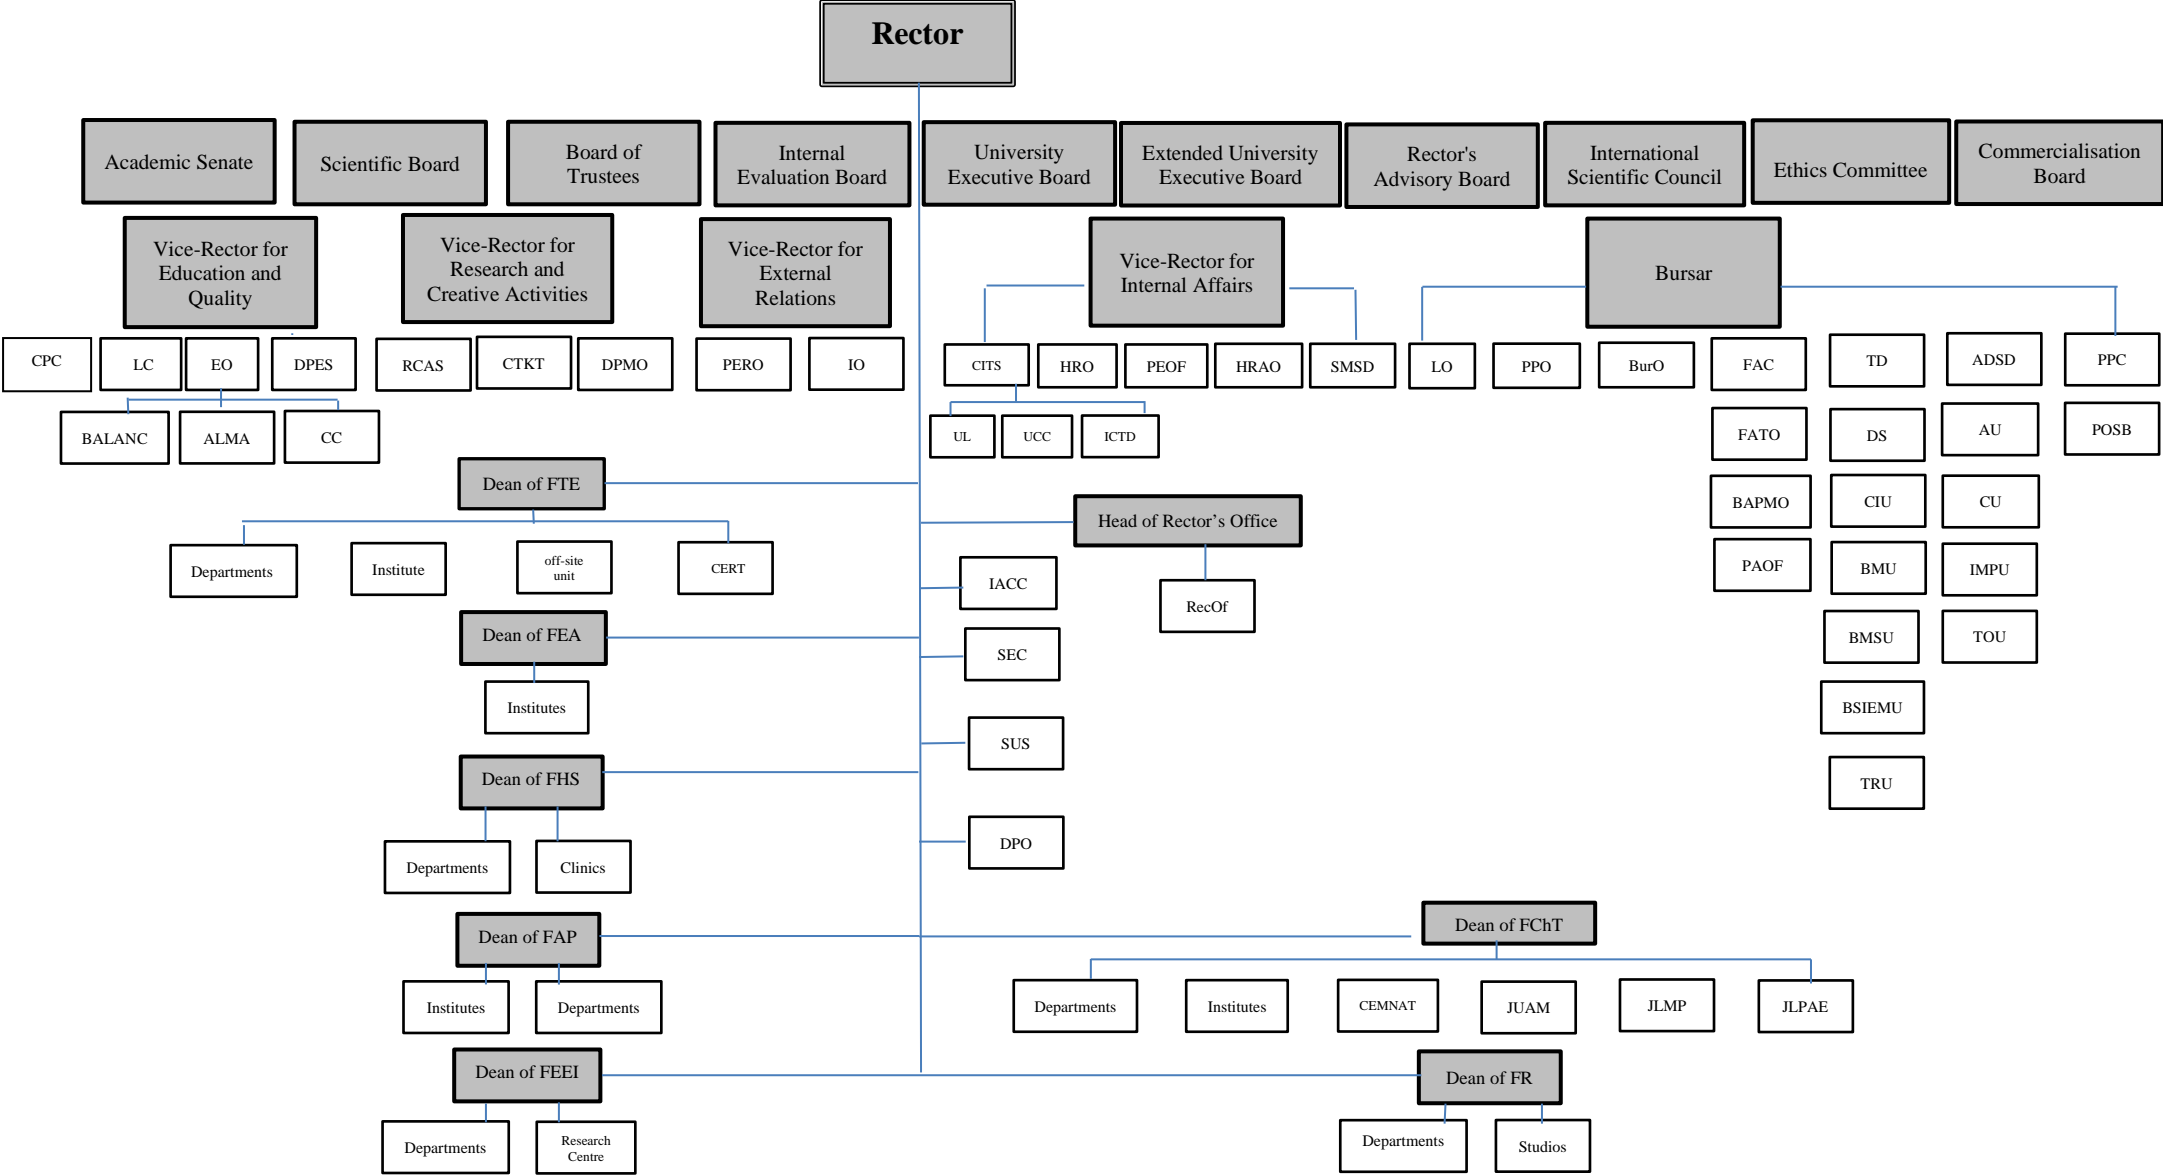 Rector
Academic Senate
Scientific Board
Board of
Trustees
Internal
Evaluation Board
University
Executive Board
Extended University
Executive Board
Rector's
Advisory Board
International
Scientific Council
Ethics Committee
Commercialisation
Board
Vice-Rector for
Education and
Quality
Vice-Rector for
Research and
Creative Activities
Vice-Rector for
External
Relations
Vice-Rector for
Internal Affairs
Bursar
CPC
LC
EO
DPES
RCAS
CTKT
DPMO
PERO
IO
CITS
HRO
PEOF
HRAO
SMSD
LO
PPO
BurO
FAC
TD
ADSD
PPC
BALANC
ALMA
CC
UL
UCC
ICTD
FATO
DS
AU
POSB
BAPMO
CIU
CU
PAOF
BMU
IMPU
BMSU
TOU
BSIEMU
TRU
Dean of FTE
Departments
Institute
off-site
unit
CERT
Head of Rector’s Office
RecOf
IACC
SEC
SUS
DPO
Dean of FEA
Institutes
Dean of FHS
Departments
Clinics
Dean of FAP
Institutes
Departments
Dean of FChT
Departments
Institutes
CEMNAT
JUAM
JLMP
JLPAE
Dean of FEEI
Departments
Research
Centre
Dean of FR
Departments
Studios